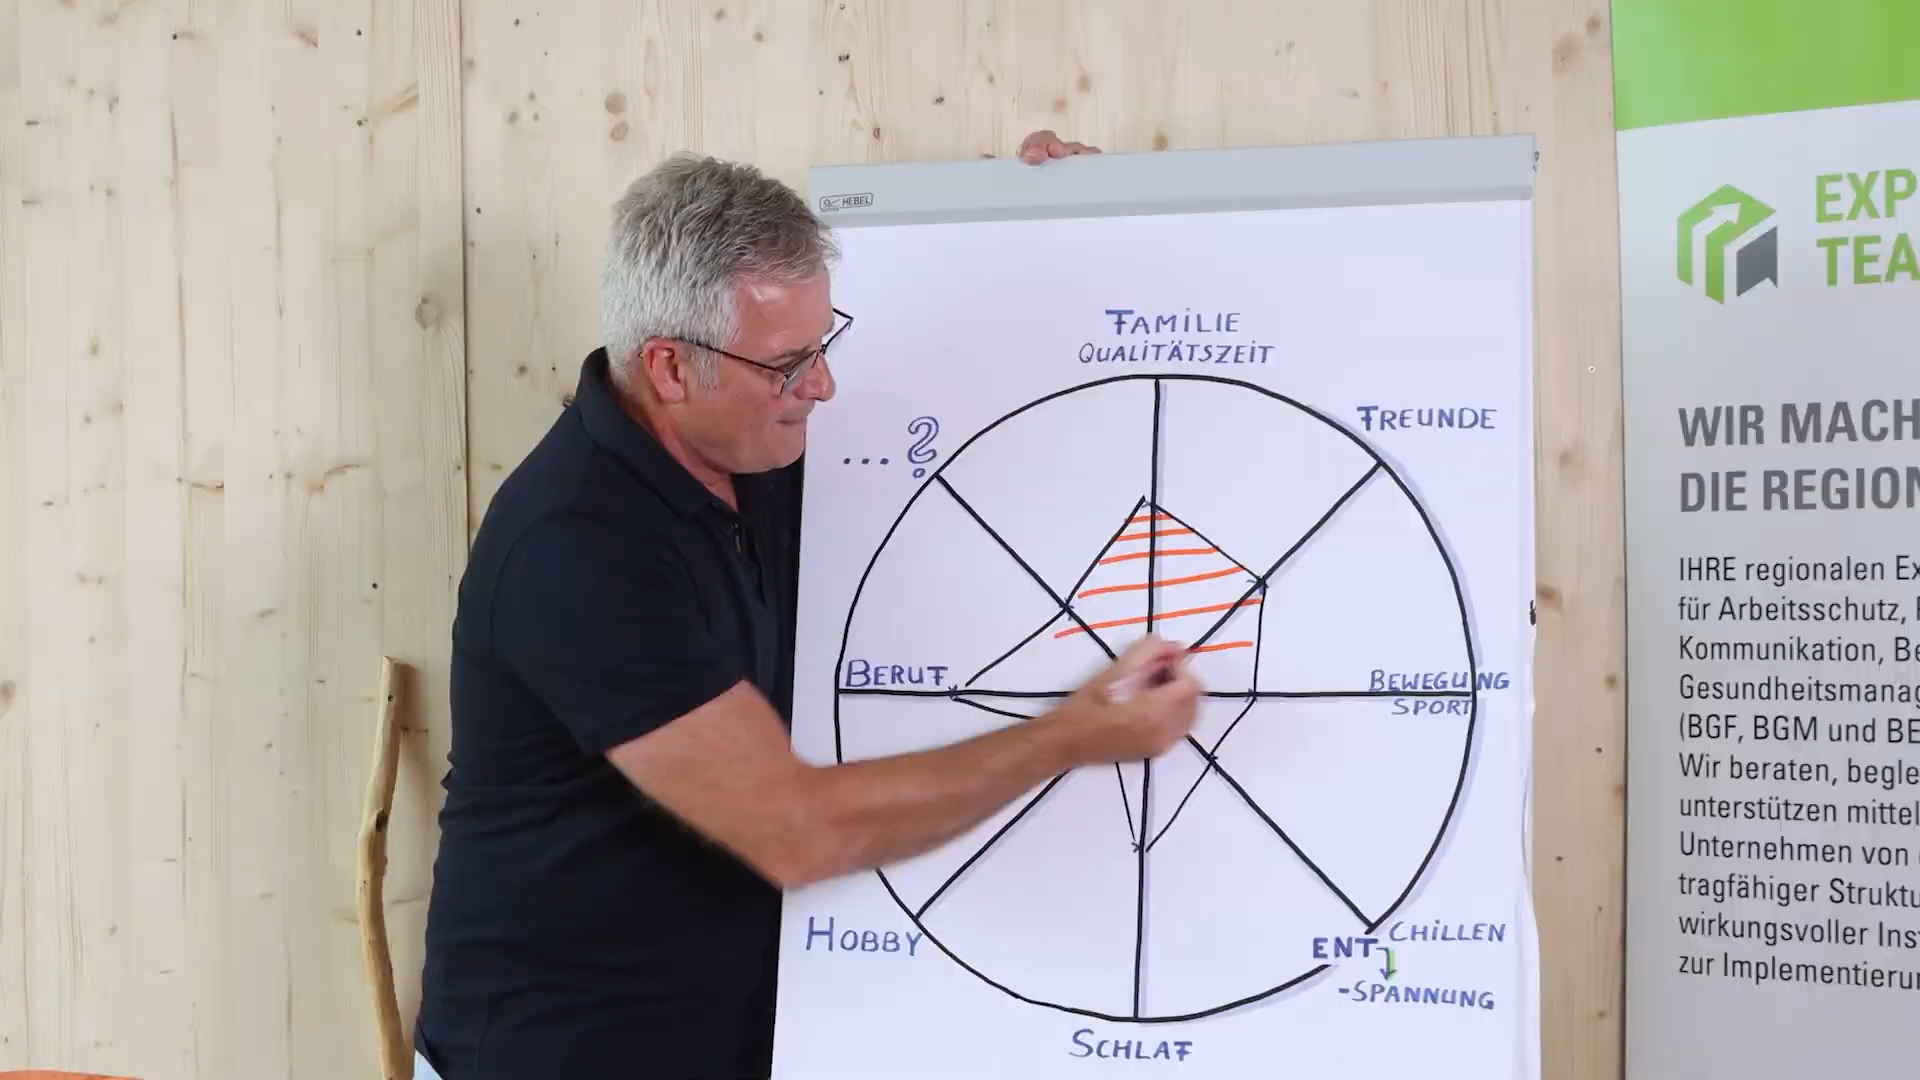 HEBEL
FAMILIE
QUALITÄTSZEIT
FREUNDE
... ?
BERUF
BEWEGUNG
SPORT
HOBBY
CHILLEN
ENT
-SPANNUNG
SCHLAF
EXP
TEA
WIR MACH
DIE REGION
IHRE regionalen Ex
für Arbeitsschutz,
Kommunikation, Be
Gesundheitsmanag
(BGF, BGM und BE
Wir beraten, begle
unterstützen mittel
Unternehmen von
tragfähiger Struktu
wirkungsvoller Ins
zur Implementieru